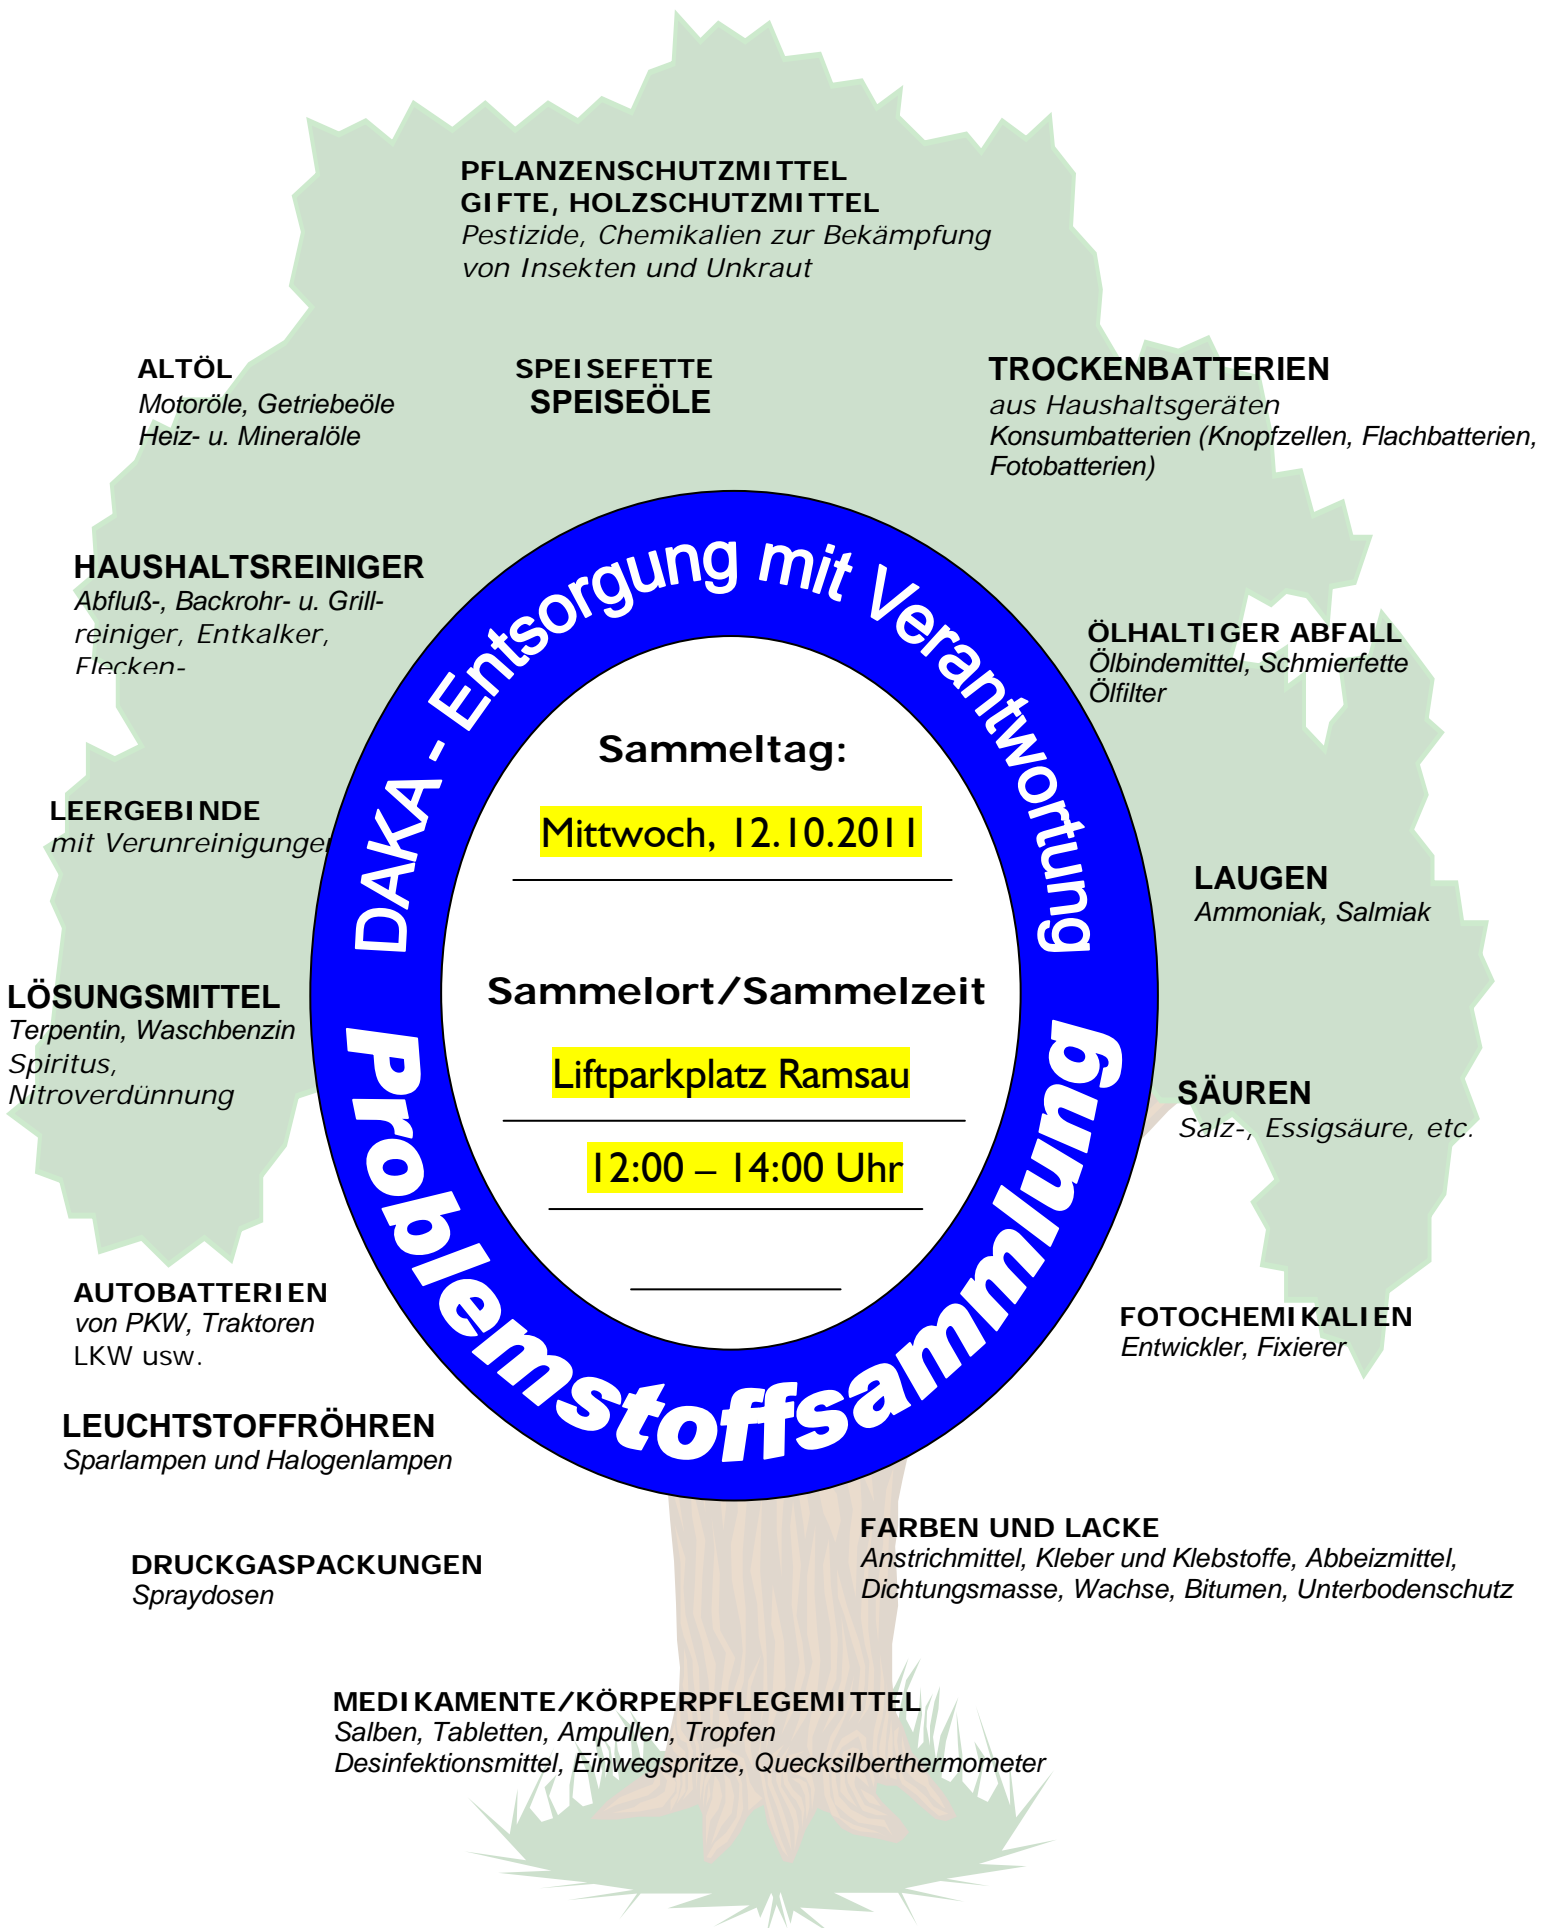 PFLANZENSCHUTZMITTEL
GIFTE, HOLZSCHUTZMITTEL
Pestizide, Chemikalien zur Bekämpfung
von Insekten und Unkraut
ALTÖL
Motoröle, Getriebeöle
Heiz- u. Mineralöle
SPEISEFETTE
SPEISEÖLE
TROCKENBATTERIEN
aus Haushaltsgeräten
Konsumbatterien (Knopfzellen, Flachbatterien,
Fotobatterien)
HAUSHALTSREINIGER
Abfluß-, Backrohr- u. Grill-
reiniger, Entkalker,
Flecken-
DAKA - Entsorgung mit Verantwortung
ÖLHALTIGER ABFALL
Ölbindemittel, Schmierfette
Ölfilter
Sammeltag:
Mittwoch, 12.10.2011
LEERGEBINDE
mit Verunreinigungen
LAUGEN
Ammoniak, Salmiak
Sammelort/Sammelzeit
Liftparkplatz Ramsau
12:00 – 14:00 Uhr
LÖSUNGSMITTEL
Terpentin, Waschbenzin
Spiritus,
Nitroverdünnung
SÄUREN
Salz-, Essigsäure, etc.
Problemstoffsammlung
AUTOBATTERIEN
von PKW, Traktoren
LKW usw.
FOTOCHEMIKALIEN
Entwickler, Fixierer
LEUCHTSTOFFRÖHREN
Sparlampen und Halogenlampen
FARBEN UND LACKE
Anstrichmittel, Kleber und Klebstoffe, Abbeizmittel,
Dichtungsmasse, Wachse, Bitumen, Unterbodenschutz
DRUCKGASPACKUNGEN
Spraydosen
MEDIKAMENTE/KÖRPERPFLEGEMITTEL
Salben, Tabletten, Ampullen, Tropfen
Desinfektionsmittel, Einwegspritze, Quecksilberthermometer